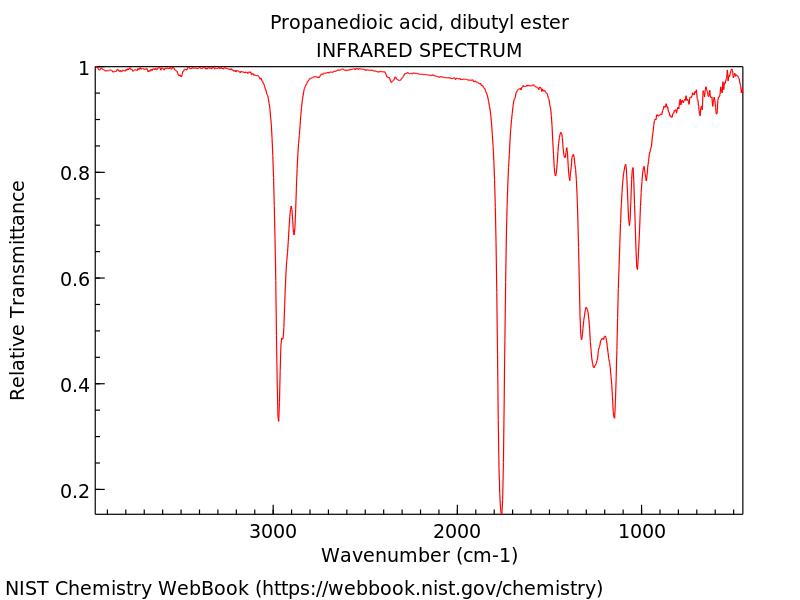 Propanedioic acid, dibutyl ester
INFRARED SPECTRUM
1
0.8
0.6
0.4
0.2
Relative Transmittance
3000 2000 1000
Wavenumber (cm-1)
NIST Chemistry WebBook (https://webbook.nist.gov/chemistry)